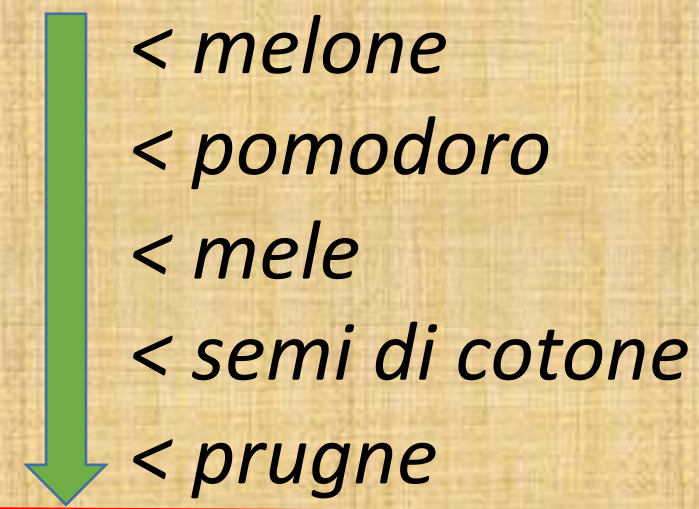 < melone
< pomodoro
< mele
< semi di cotone
< prugne